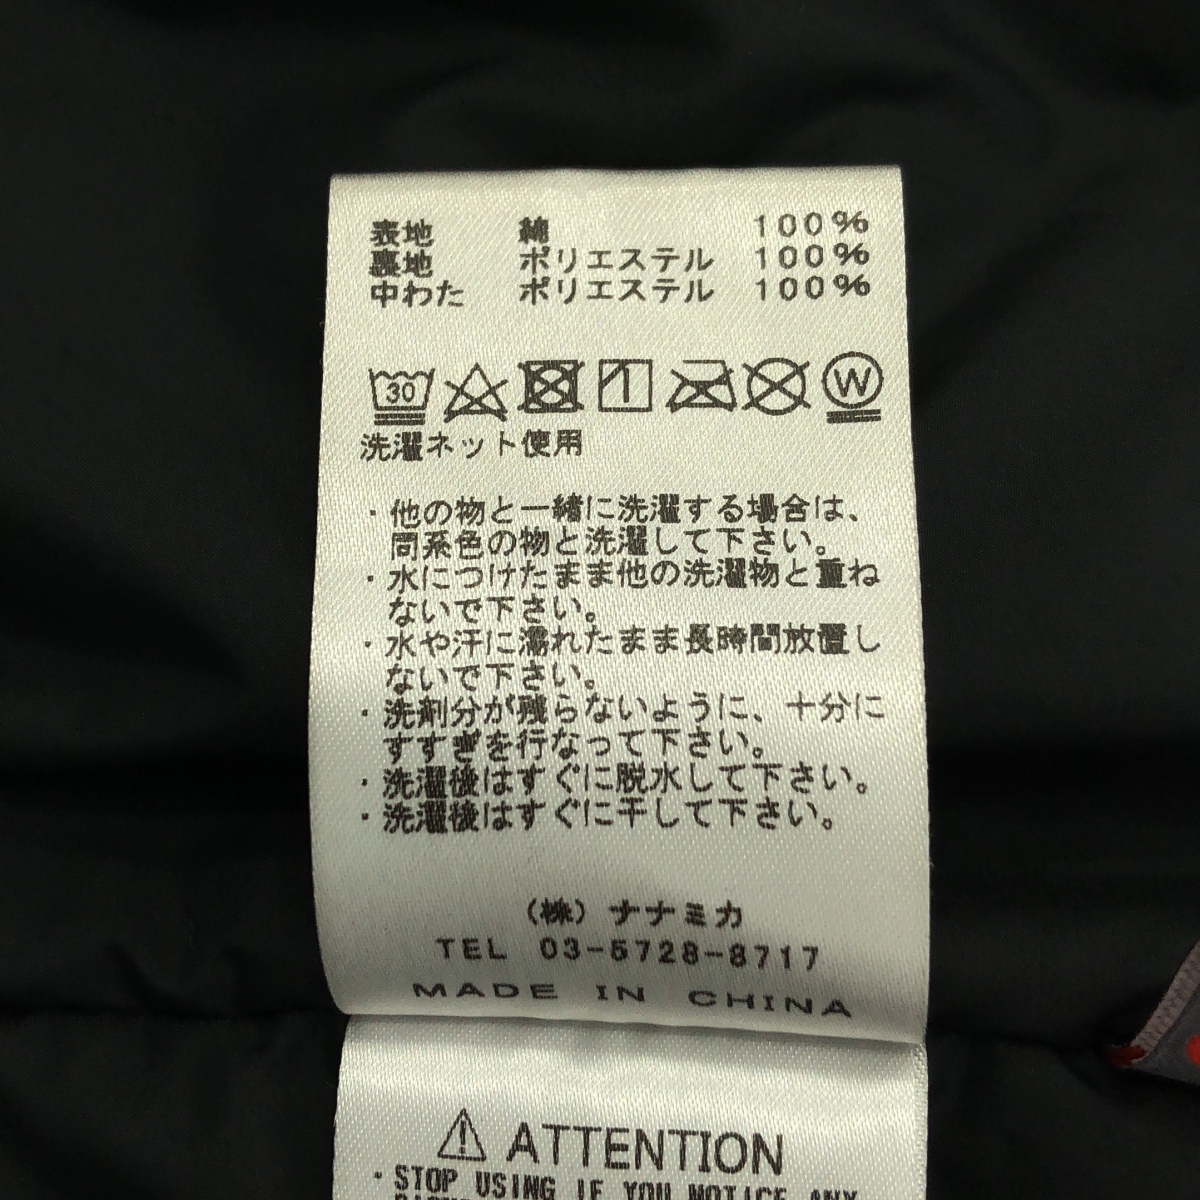 表地 綿 100%
裏地 ポリエステル 100%
中わた ポリエステル 100%
30 W
洗濯ネット使用
・他の物と一緒に洗濯する場合は、
同系色の物と洗濯して下さい。
・水につけたまま他の洗濯物と重ね
ないで下さい。
・水や汗に濡れたまま長時間放置し
ないで下さい。
・洗剤分が残らないように、十分に
すすぎを行なって下さい。
・洗濯後はすぐに脱水して下さい。
・洗濯後はすぐに干して下さい。
（株）ナナミカ
TEL 03-5728-8717
MADE IN CHINA
ATTENTION
・STOP USING IF YOU NOTICE ANY